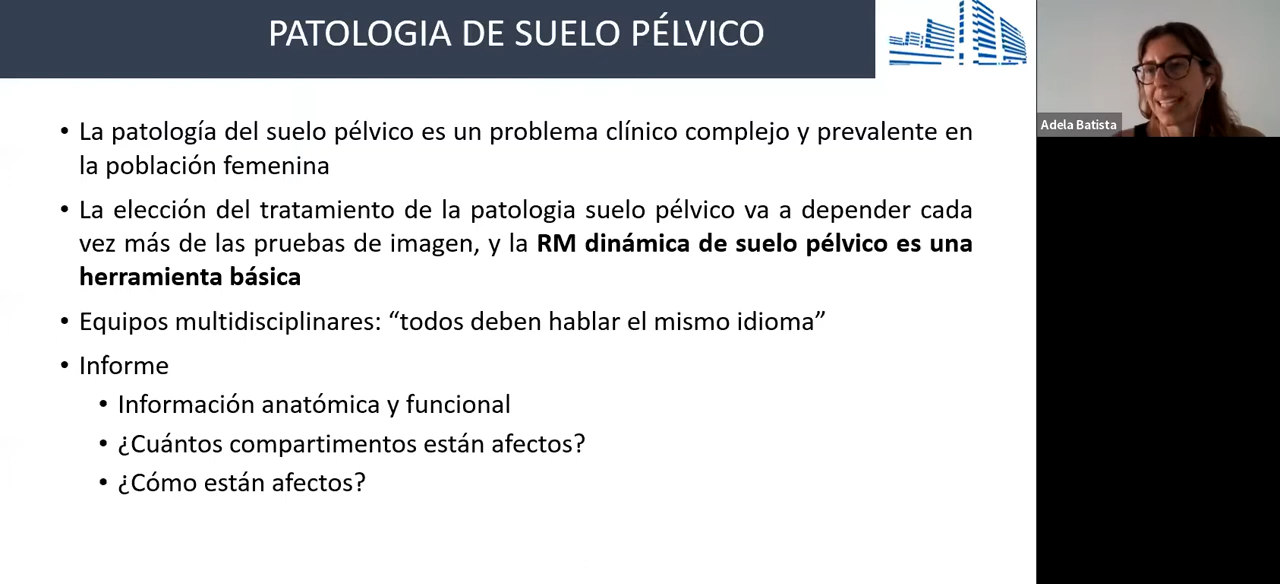 PATOLOGIA DE SUELO PÉLVICO
Adela Batista
• La patología del suelo pélvico es un problema clínico complejo y prevalente en
la población femenina
• La elección del tratamiento de la patologia suelo pélvico va a depender cada
vez más de las pruebas de imagen, y la RM dinámica de suelo pélvico es una
herramienta básica
• Equipos multidisciplinares: “todos deben hablar el mismo idioma”
• Informe
• Información anatómica y funcional
• ¿Cuántos compartimentos están afectos?
• ¿Cómo están afectos?